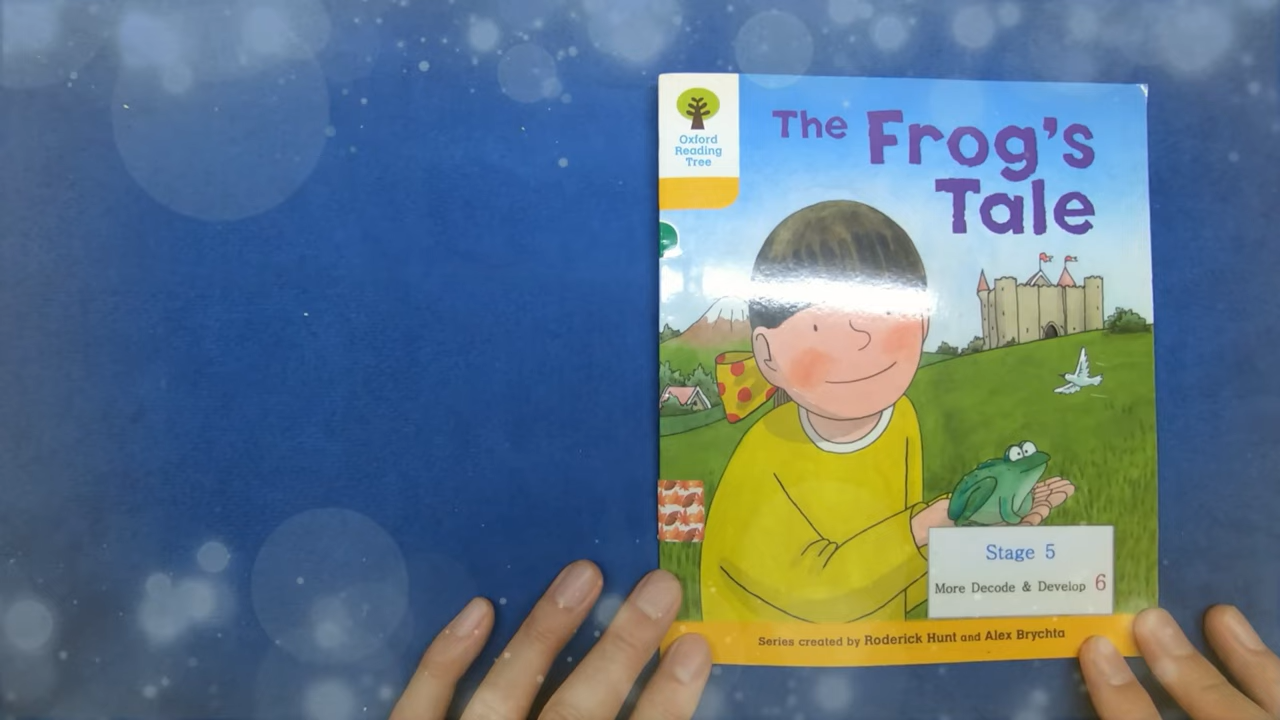 Oxford
Reading
Tree
The Frog's
Tale
Stage 5
More Decode & Develop 6
Series created by Roderick Hunt and Alex Brychta